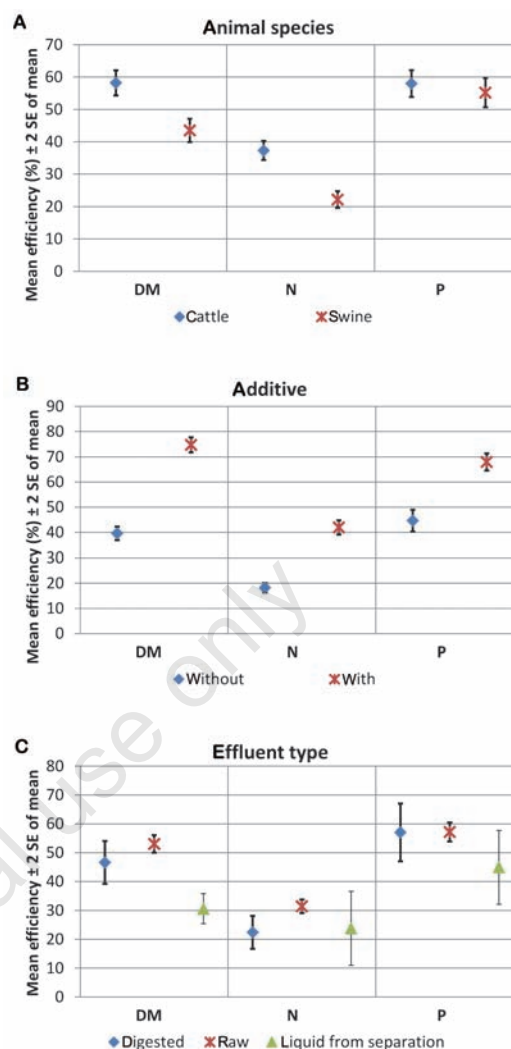 A
Animal species
Mean efficiency (%) ± 2 SE of mean
70
60
50
40
30
20
10
0
DM N P
Cattle Swine
B
Additive
Mean efficiency (%) ± 2 SE of mean
90
80
70
60
50
40
30
20
10
0
DM N P
Without With
C
Effluent type
Mean efficiency ± 2 SE of mean
80
70
60
50
40
30
20
10
0
DM N P
Digested Raw Liquid from separation
al use only